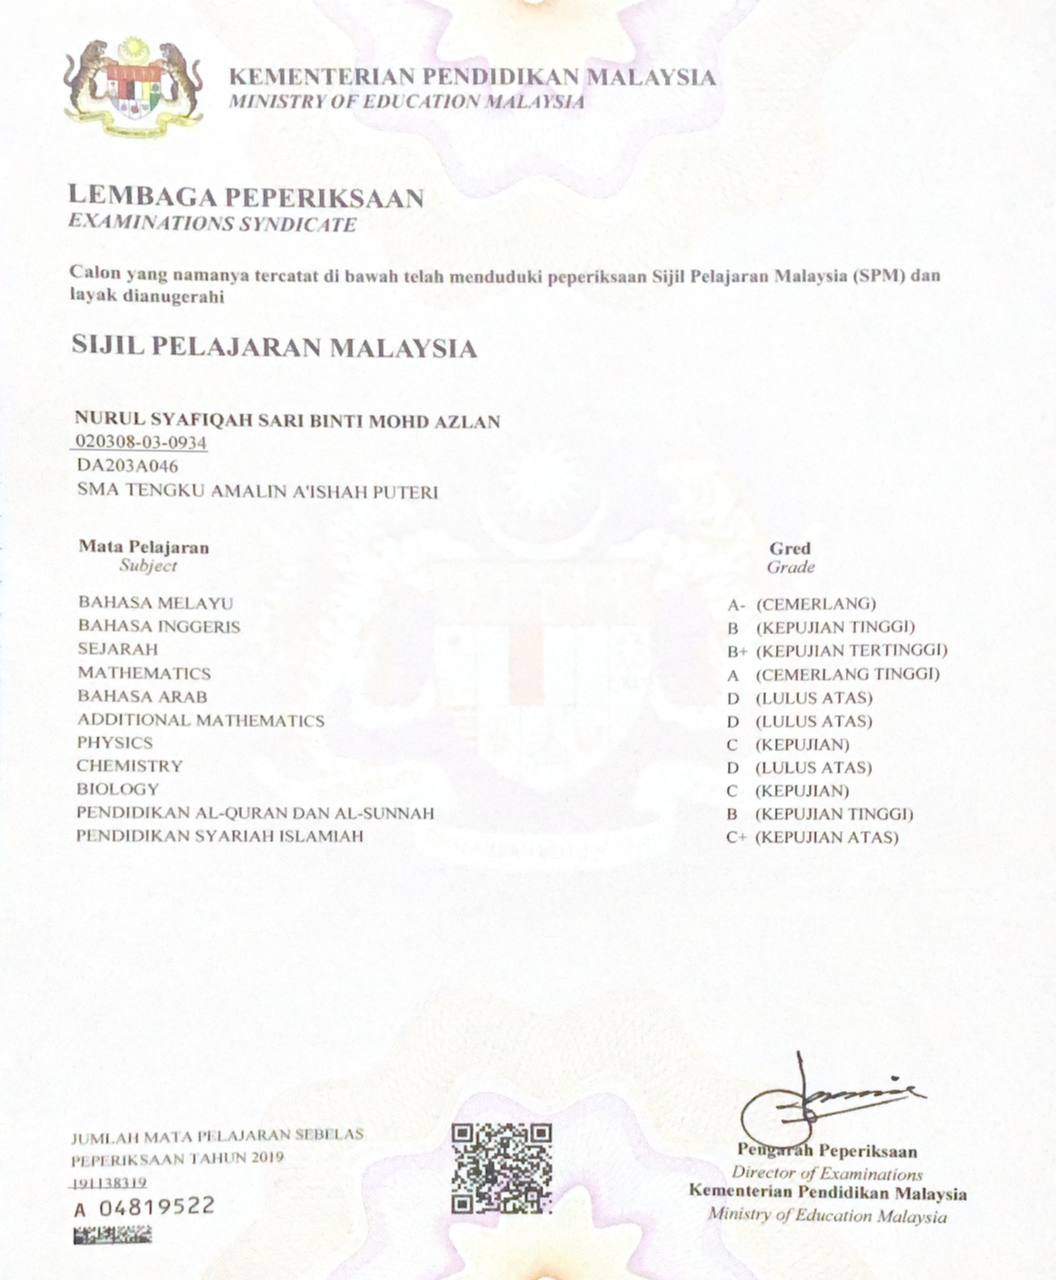 KEMENTERIAN PENDIDIKAN MALAYSIA
MINISTRY OF EDUCATION MALAYSIA
LEMBAGA PEPERIKSAAN
EXAMINATIONS SYNDICATE
Calon yang namanya tercatat di bawah telah menduduki peperiksaan Sijil Pelajaran Malaysia (SPM) dan
layak dianugerahi
SIJIL PELAJARAN MALAYSIA
NURUL SYAFIQAH SARI BINTI MOHD AZLAN
020308-03-0934
DA203A046
SMA TENGKU AMALIN A'ISHAH PUTERI
Mata Pelajaran Gred
Subject Grade
BAHASA MELAYU A- (CEMERLANG)
BAHASA INGGERIS B (KEPUJIAN TINGGI)
SEJARAH B+ (KEPUJIAN TERTINGGI)
MATHEMATICS A (CEMERLANG TINGGI)
BAHASA ARAB D (LULUS ATAS)
ADDITIONAL MATHEMATICS D (LULUS ATAS)
PHYSICS C (KEPUJIAN)
CHEMISTRY D (LULUS ATAS)
BIOLOGY C (KEPUJIAN)
PENDIDIKAN AL-QURAN DAN AL-SUNNAH B (KEPUJIAN TINGGI)
PENDIDIKAN SYARIAH ISLAMIAH C+ (KEPUJIAN ATAS)
JUMLAH MATA PELAJARAN SEBELAS
PEPERIKSAAN TAHUN 2019
191138319
A 04819522
Pengarah Peperiksaan
Director of Examinations
Kementerian Pendidikan Malaysia
Ministry of Education Malaysia